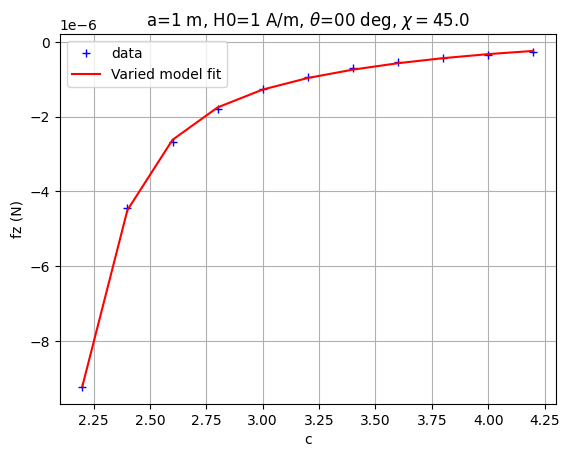 a=1 m, H0=1 A/m, θ=00 deg, χ = 45.0
1e−6
data
Varied model fit
0
−2
−4
−6
−8
fz (N)
2.25 2.50 2.75 3.00 3.25 3.50 3.75 4.00 4.25
c